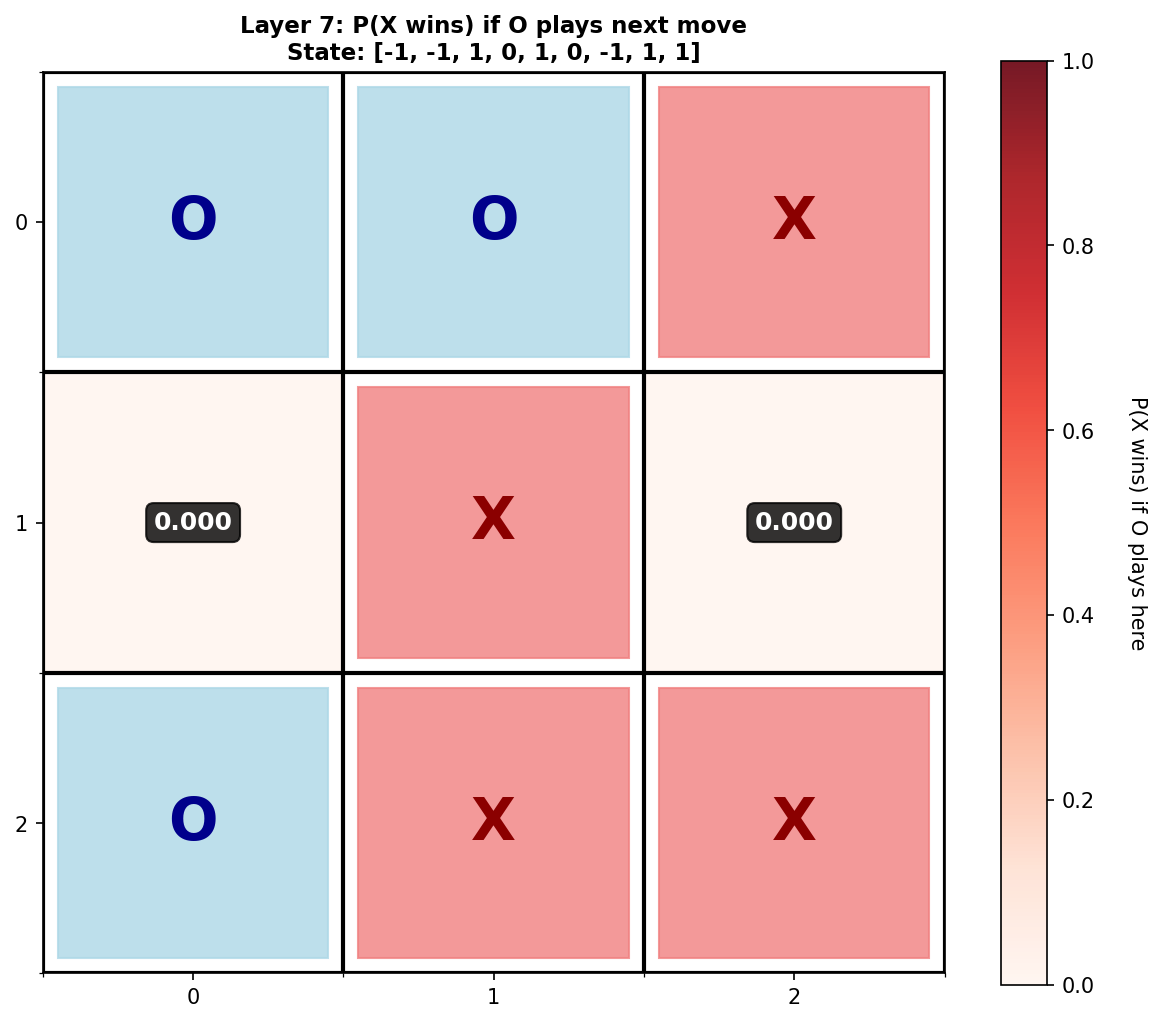 Layer 7: P(X wins) if O plays next move
State: [-1, -1, 1, 0, 1, 0, -1, 1, 1]
O O X
0.000 X 0.000
O X X
0
1
2
0 1 2
1.0
0.8
0.6
0.4
0.2
0.0
P(X wins) if O plays here